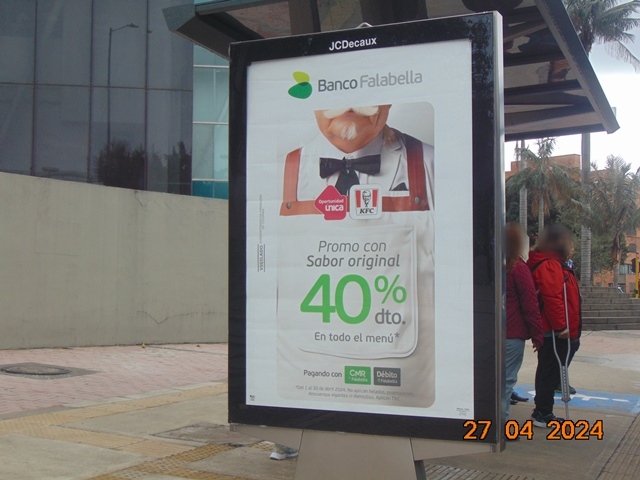 JCDecaux
Banco Falabella
Oportunidad
única
KFC
Promo con
Sabor original
40%
dto.
En todo el menú*
Pagando con CMR Débito
27 04 2024